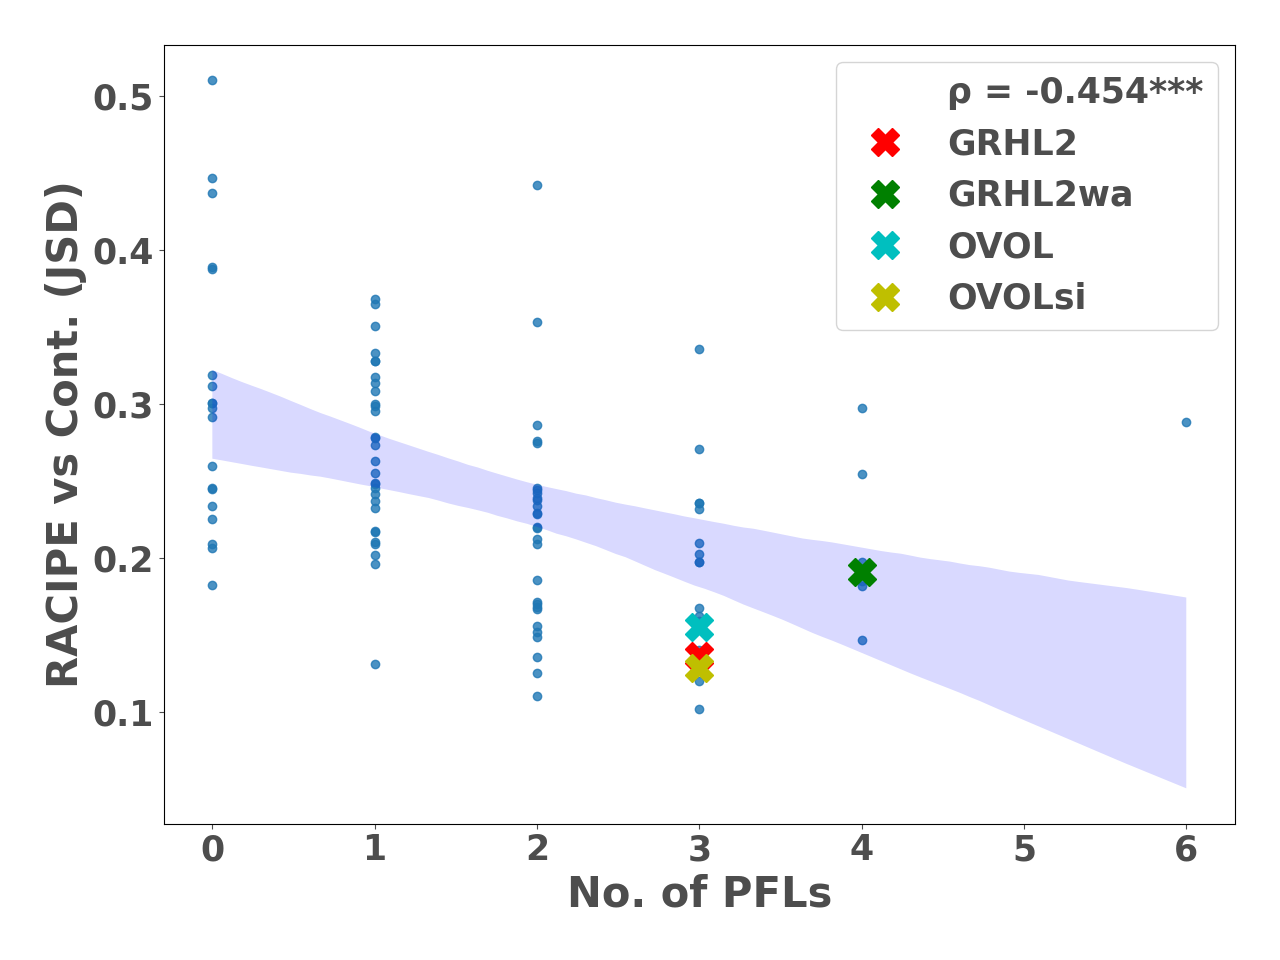 0.5
0.4
0.3
0.2
0.1
RACIPE vs Cont. (JSD)
ρ = -0.454***
GRHL2
GRHL2wa
OVOL
OVOLsi
0 1 2 3 4 5 6
No. of PFLs